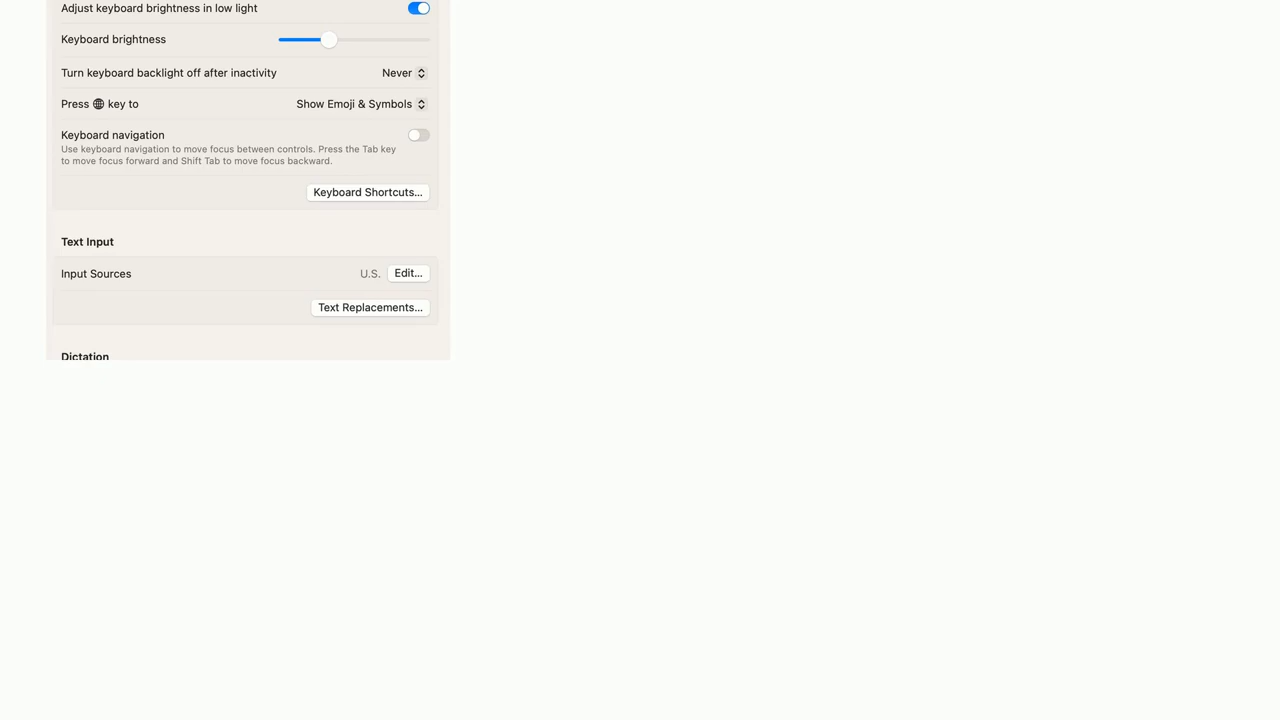 Adjust keyboard brightness in low light
Keyboard brightness
Turn keyboard backlight off after inactivity Never
Press 🌐 key to Show Emoji & Symbols
Keyboard navigation
Use keyboard navigation to move focus between controls. Press the Tab key
to move focus forward and Shift Tab to move focus backward.
Keyboard Shortcuts...
Text Input
Input Sources U.S. Edit...
Text Replacements...
Dictation